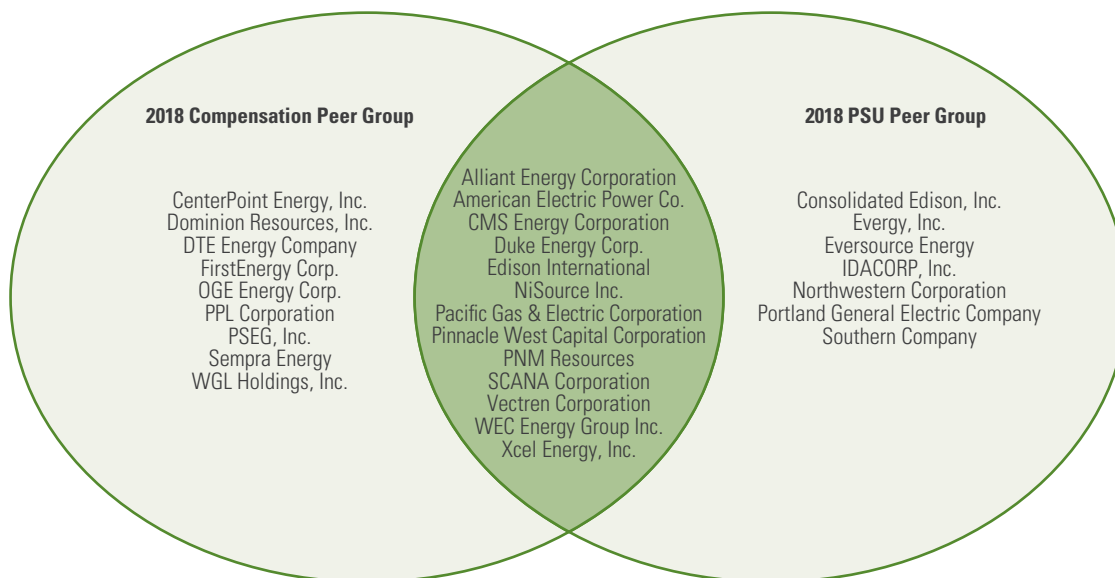 2018 Compensation Peer Group
CenterPoint Energy, Inc.
Dominion Resources, Inc.
DTE Energy Company
FirstEnergy Corp.
OGE Energy Corp.
PPL Corporation
PSEG, Inc.
Sempra Energy
WGL Holdings, Inc.
Alliant Energy Corporation
American Electric Power Co.
CMS Energy Corporation
Duke Energy Corp.
Edison International
NiSource Inc.
Pacific Gas & Electric Corporation
Pinnacle West Capital Corporation
PNM Resources
SCANA Corporation
Vectren Corporation
WEC Energy Group Inc.
Xcel Energy, Inc.
2018 PSU Peer Group
Consolidated Edison, Inc.
Evergy, Inc.
Eversource Energy
IDACORP, Inc.
Northwestern Corporation
Portland General Electric Company
Southern Company